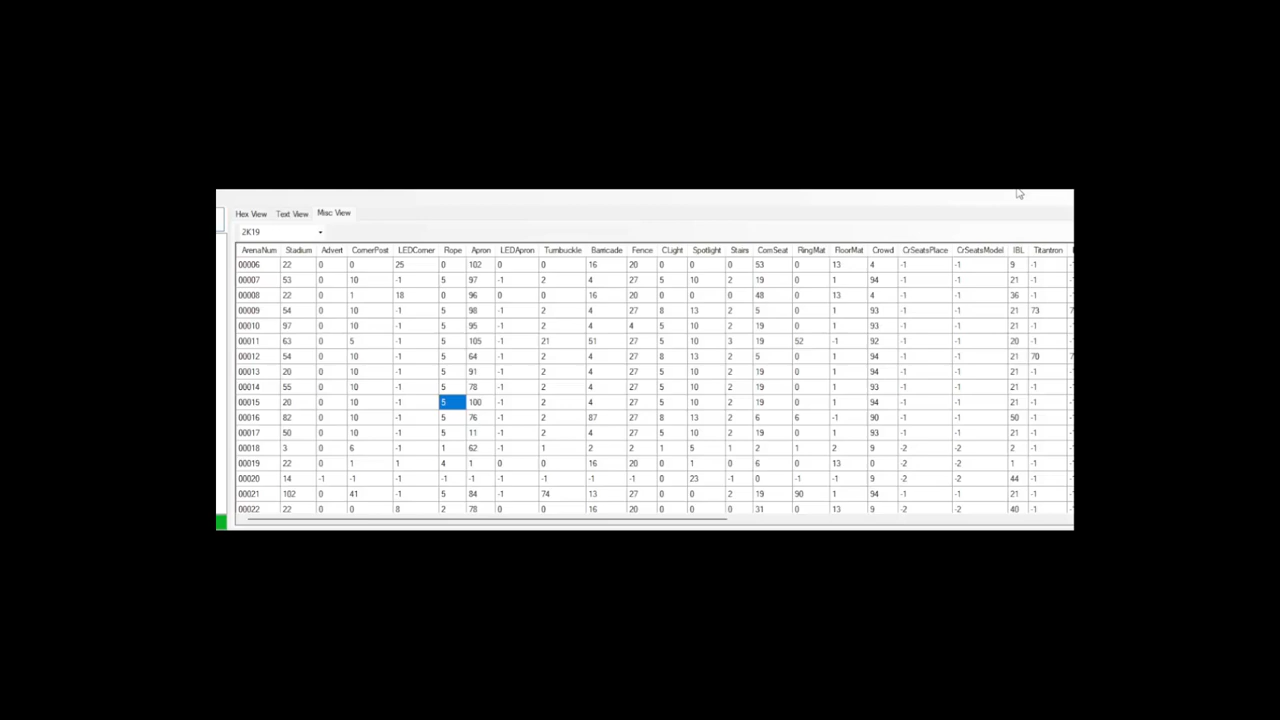 Hex View Text View Misc View
2K19
ArenaNum Stadium Advert CornerPost LEDCorner Rope Apron LEDApron Turnbuckle Barricade Fence CLight Spotlight Stairs ComSeat RingMat FloorMat Crowd CrSeatsPlace CrSeatsModel IBL Titantron
00006 22 0 0 25 0 102 0 0 16 20 0 0 0 53 0 13 4 -1 -1 9 -1
00007 53 0 10 -1 5 97 -1 2 4 27 5 10 2 19 0 1 94 -1 -1 21 -1
00008 22 0 1 18 0 96 0 0 16 20 0 0 0 48 0 13 4 -1 -1 36 -1
00009 54 0 10 -1 5 98 -1 2 4 27 8 13 2 5 0 1 93 -1 -1 21 73
00010 97 0 10 -1 5 95 -1 2 4 4 5 10 2 19 0 1 93 -1 -1 21 -1
00011 63 0 5 -1 5 105 -1 21 51 27 5 10 3 19 52 -1 92 -1 -1 20 -1
00012 54 0 10 -1 5 64 -1 2 4 27 8 13 2 5 0 1 94 -1 -1 21 70
00013 20 0 10 -1 5 91 -1 2 4 27 5 10 2 19 0 1 94 -1 -1 21 -1
00014 55 0 10 -1 5 78 -1 2 4 27 5 10 2 19 0 1 93 -1 -1 21 -1
00015 20 0 10 -1 5 100 -1 2 4 27 5 10 2 19 0 1 94 -1 -1 21 -1
00016 82 0 10 -1 5 76 -1 2 87 27 8 13 2 6 6 -1 90 -1 -1 50 -1
00017 50 0 10 -1 5 11 -1 2 4 27 5 10 2 19 0 1 93 -1 -1 21 -1
00018 3 0 6 -1 1 62 -1 1 2 2 1 5 1 2 1 2 9 -2 -2 2 -1
00019 22 0 1 1 4 1 0 0 16 20 0 1 0 6 0 13 0 -2 -2 1 -1
00020 14 -1 -1 -1 -1 -1 -1 -1 -1 -1 0 23 -1 0 -1 -1 9 -2 -2 44 -1
00021 102 0 41 -1 5 84 -1 74 13 27 0 0 2 19 90 1 94 -1 -1 21 -1
00022 22 0 0 8 2 78 0 0 16 20 0 0 0 31 0 13 9 -2 -2 40 -1